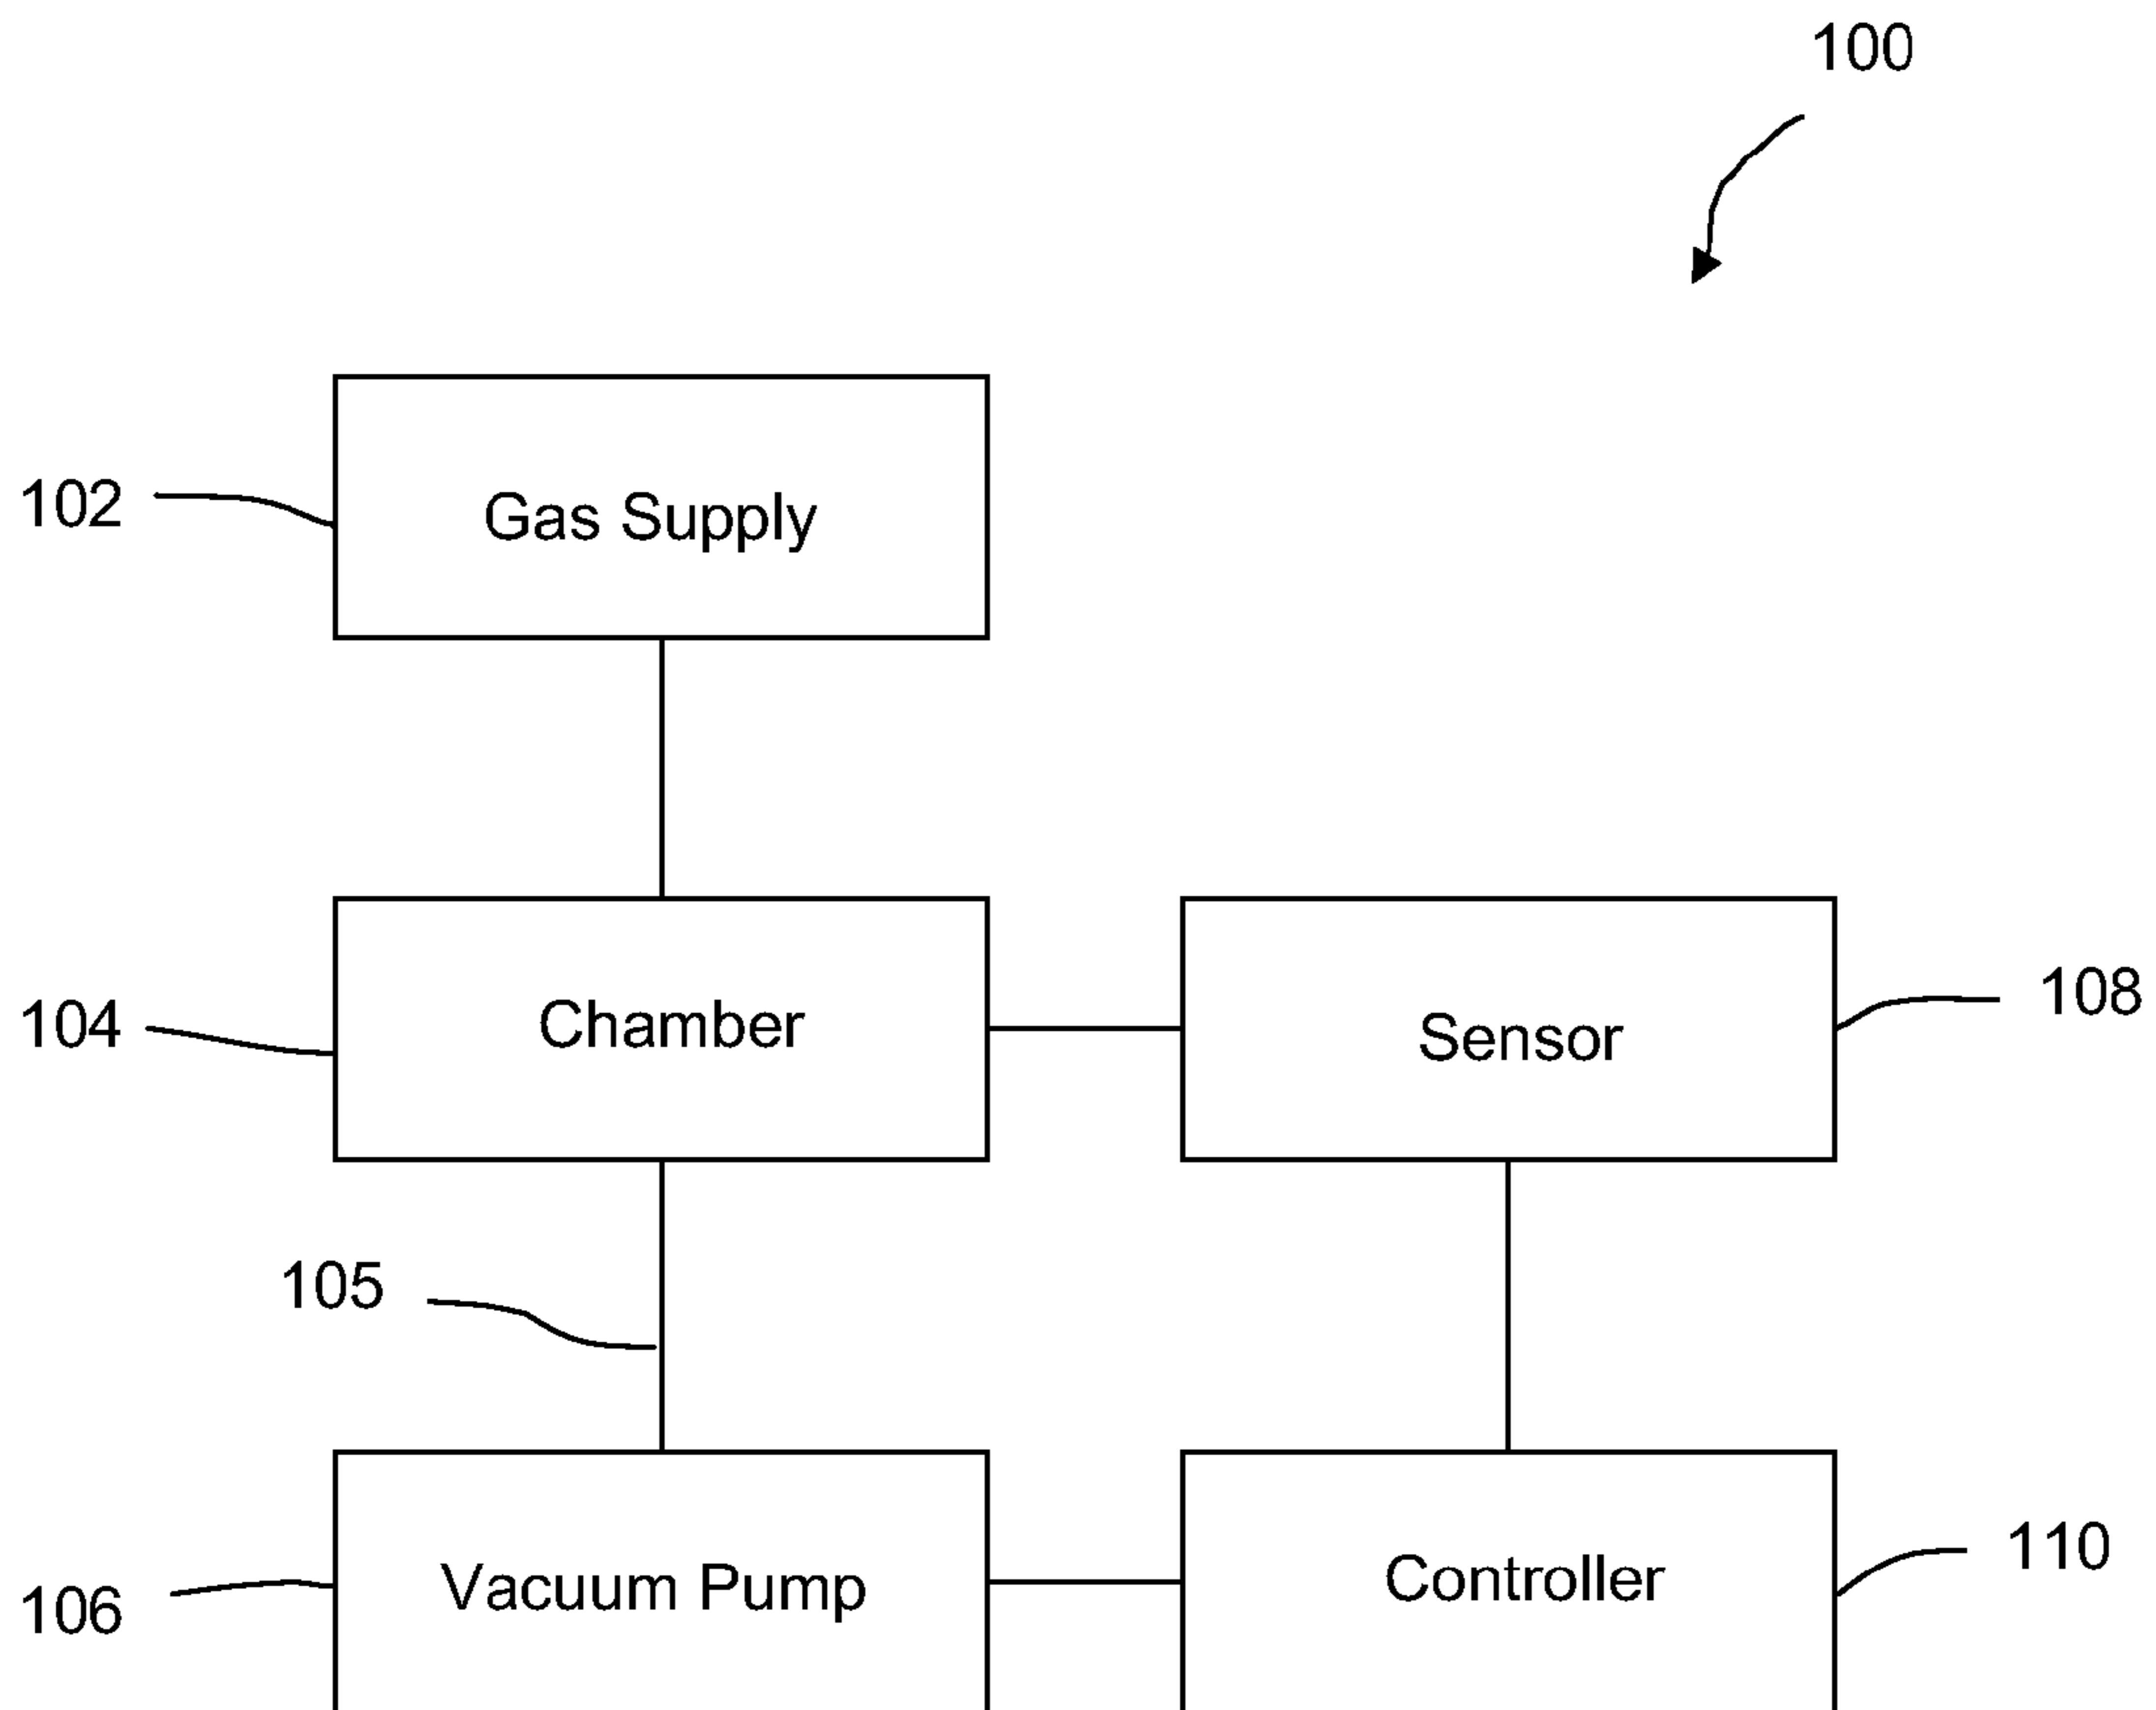 100
102
Gas Supply
104
Chamber
Sensor
108
105
106
Vacuum Pump
Controller
110